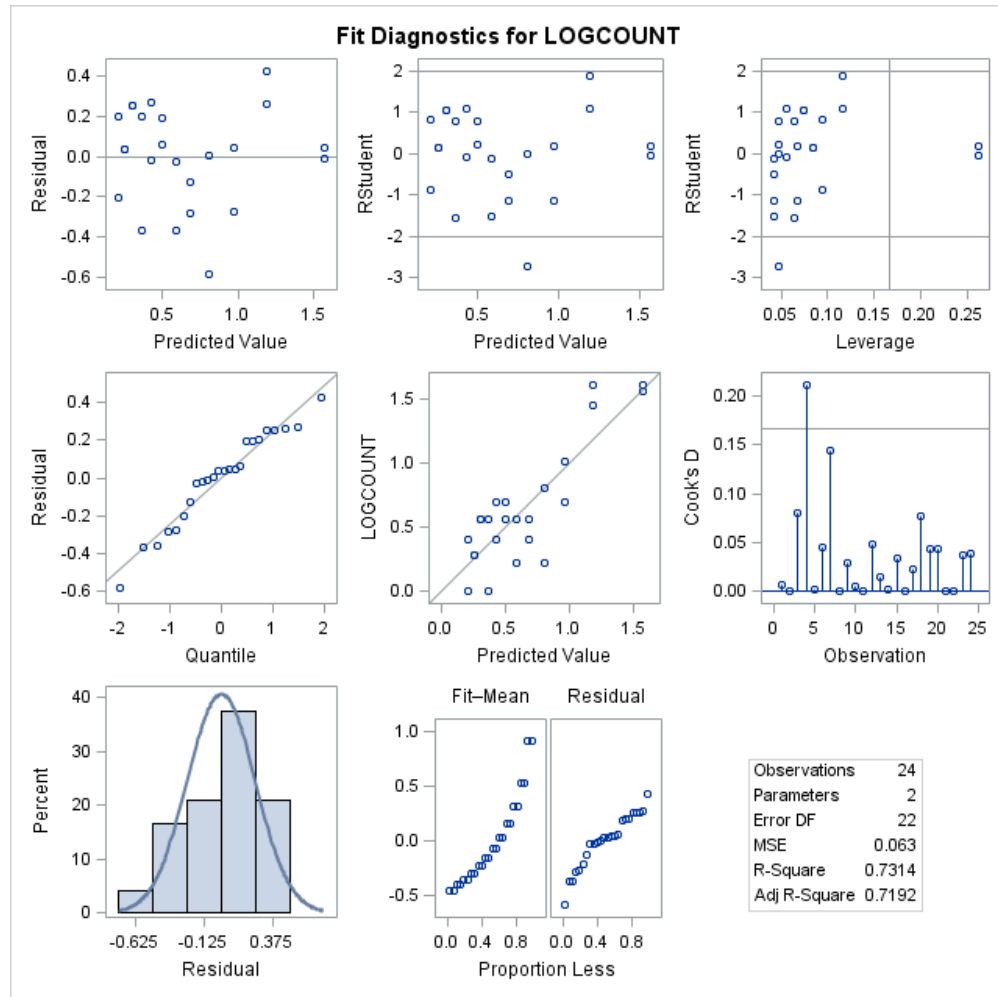 Fit Diagnostics for LOGCOUNT
0.4
0.2
0.0
-0.2
-0.4
-0.6
Residual
0.5 1.0 1.5
Predicted Value
2
1
0
-1
-2
-3
RStudent
0.5 1.0 1.5
Predicted Value
2
1
0
-1
-2
-3
RStudent
0.05 0.10 0.15 0.20 0.25
Leverage
0.4
0.2
0.0
-0.2
-0.4
-0.6
Residual
-2 -1 0 1 2
Quantile
1.5
1.0
0.5
0.0
LOGCOUNT
0.0 0.5 1.0 1.5
Predicted Value
0.20
0.15
0.10
0.05
0.00
Cook's D
0 5 10 15 20 25
Observation
40
30
20
10
0
Percent
-0.625 -0.125 0.375
Residual
Fit–Mean Residual
1.0
0.5
0.0
-0.5
0.0 0.4 0.8 0.0 0.4 0.8
Proportion Less
Observations 24
Parameters 2
Error DF 22
MSE 0.063
R-Square 0.7314
Adj R-Square 0.7192